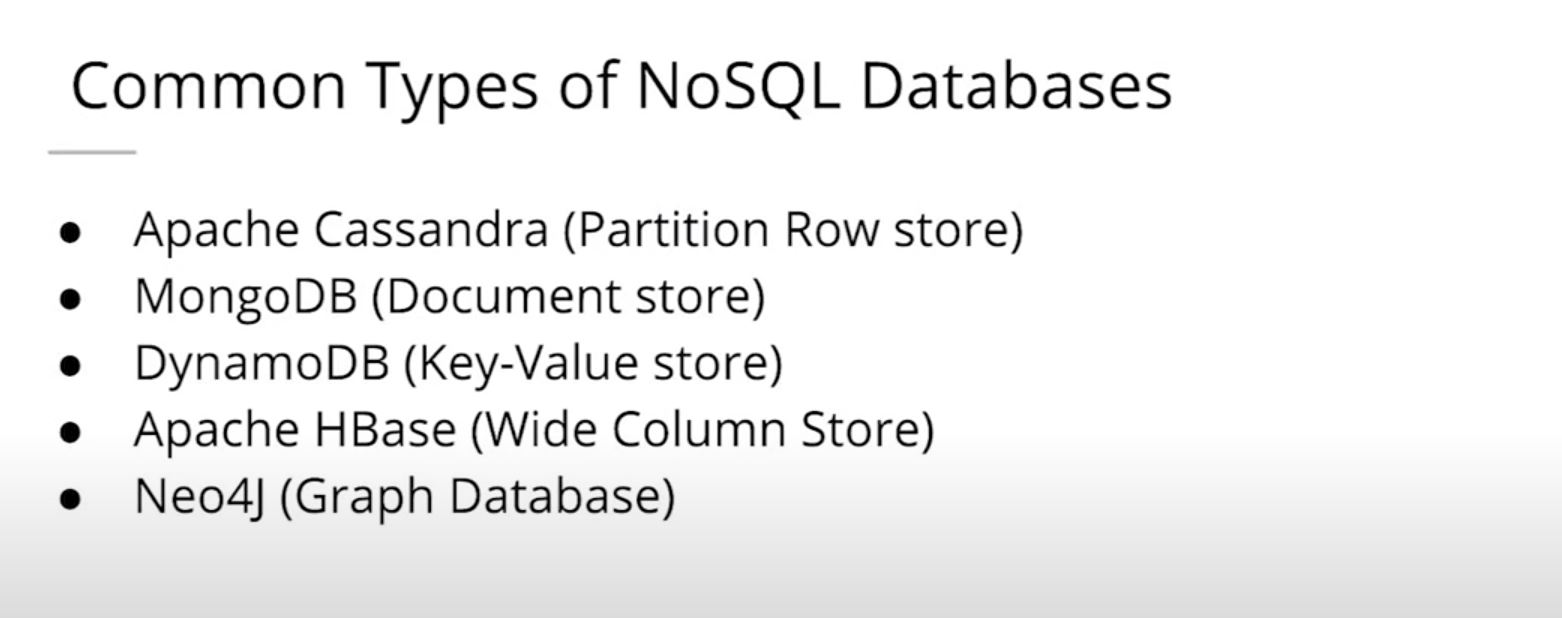 Common Types of NoSQL Databases
● Apache Cassandra (Partition Row store)
● MongoDB (Document store)
● DynamoDB (Key-Value store)
● Apache HBase (Wide Column Store)
● Neo4J (Graph Database)